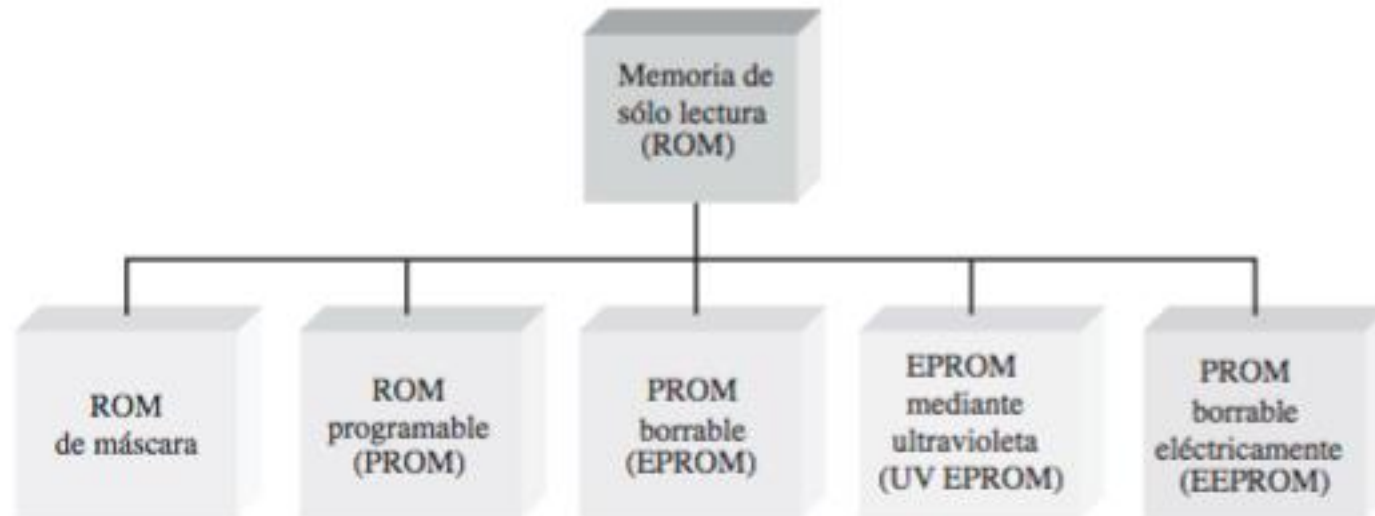 Memoria de
sólo lectura
(ROM)
ROM
de máscara
ROM
programable
(PROM)
PROM
borrable
(EPROM)
EPROM
mediante
ultravioleta
(UV EPROM)
PROM
borrable
eléctricamente
(EEPROM)